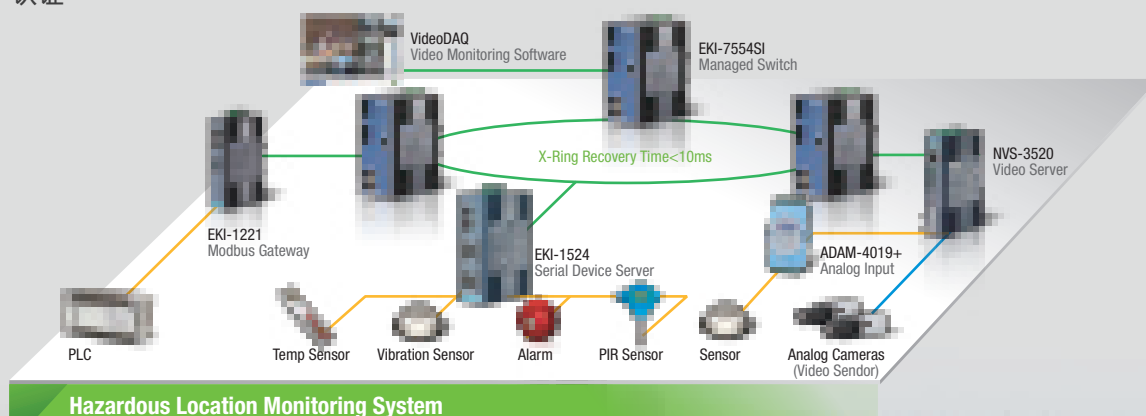 认证
VideoDAQ
Video Monitoring Software
EKI-7554SI
Managed Switch
X-Ring Recovery Time<10ms
NVS-3520
Video Server
EKI-1221
Modbus Gateway
EKI-1524
Serial Device Server
ADAM-4019+
Analog Input
PLC
Temp Sensor
Vibration Sensor
Alarm
PIR Sensor
Sensor
Analog Cameras
(Video Sendor)
Hazardous Location Monitoring System